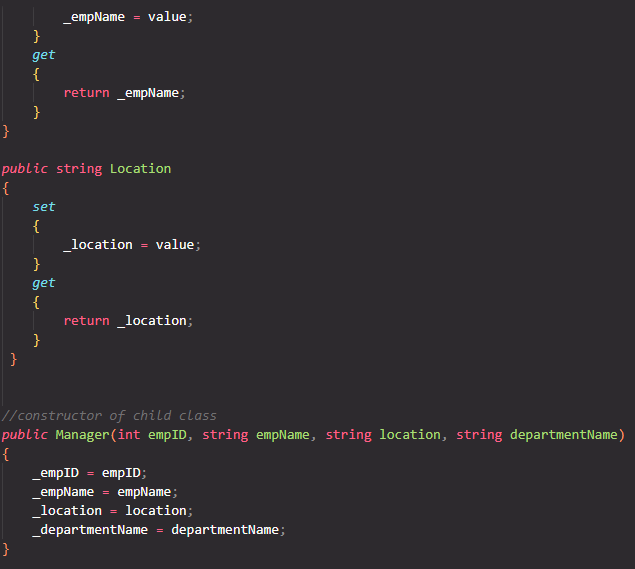 _empName = value;
}
get
{
return _empName;
}
}
public string Location
{
set
{
_location = value;
}
get
{
return _location;
}
}
//constructor of child class
public Manager(int empID, string empName, string location, string departmentName)
{
_empID = empID;
_empName = empName;
_location = location;
_departmentName = departmentName;
}